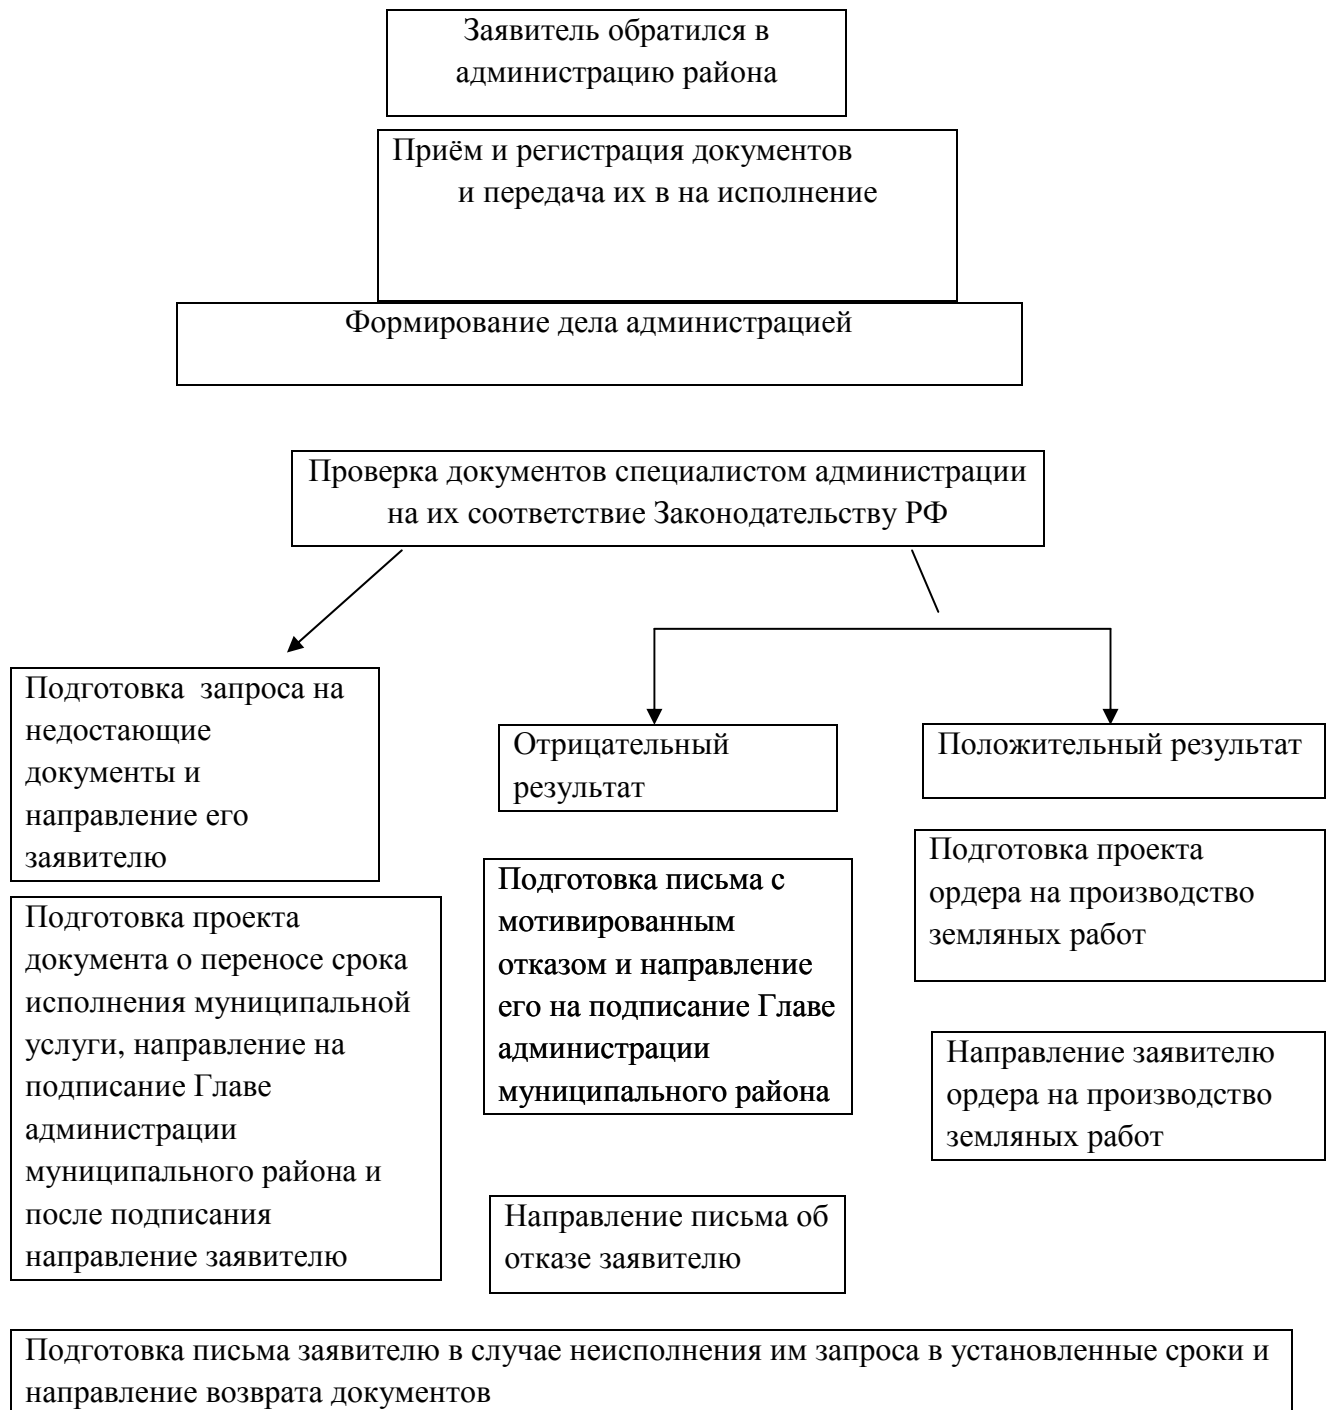 Заявитель обратился в
администрацию района
Приём и регистрация документов
и передача их в на исполнение
Формирование дела администрацией
Проверка документов специалистом администрации
на их соответствие Законодательству РФ
Подготовка запроса на
недостающие
документы и
направление его
заявителю
Подготовка проекта
документа о переносе срока
исполнения муниципальной
услуги, направление на
подписание Главе
администрации
муниципального района и
после подписания
направление заявителю
Отрицательный
результат
Подготовка письма с
мотивированным
отказом и направление
его на подписание Главе
администрации
муниципального района
Направление письма об
отказе заявителю
Положительный результат
Подготовка проекта
ордера на производство
земляных работ
Направление заявителю
ордера на производство
земляных работ
Подготовка письма заявителю в случае неисполнения им запроса в установленные сроки и
направление возврата документов